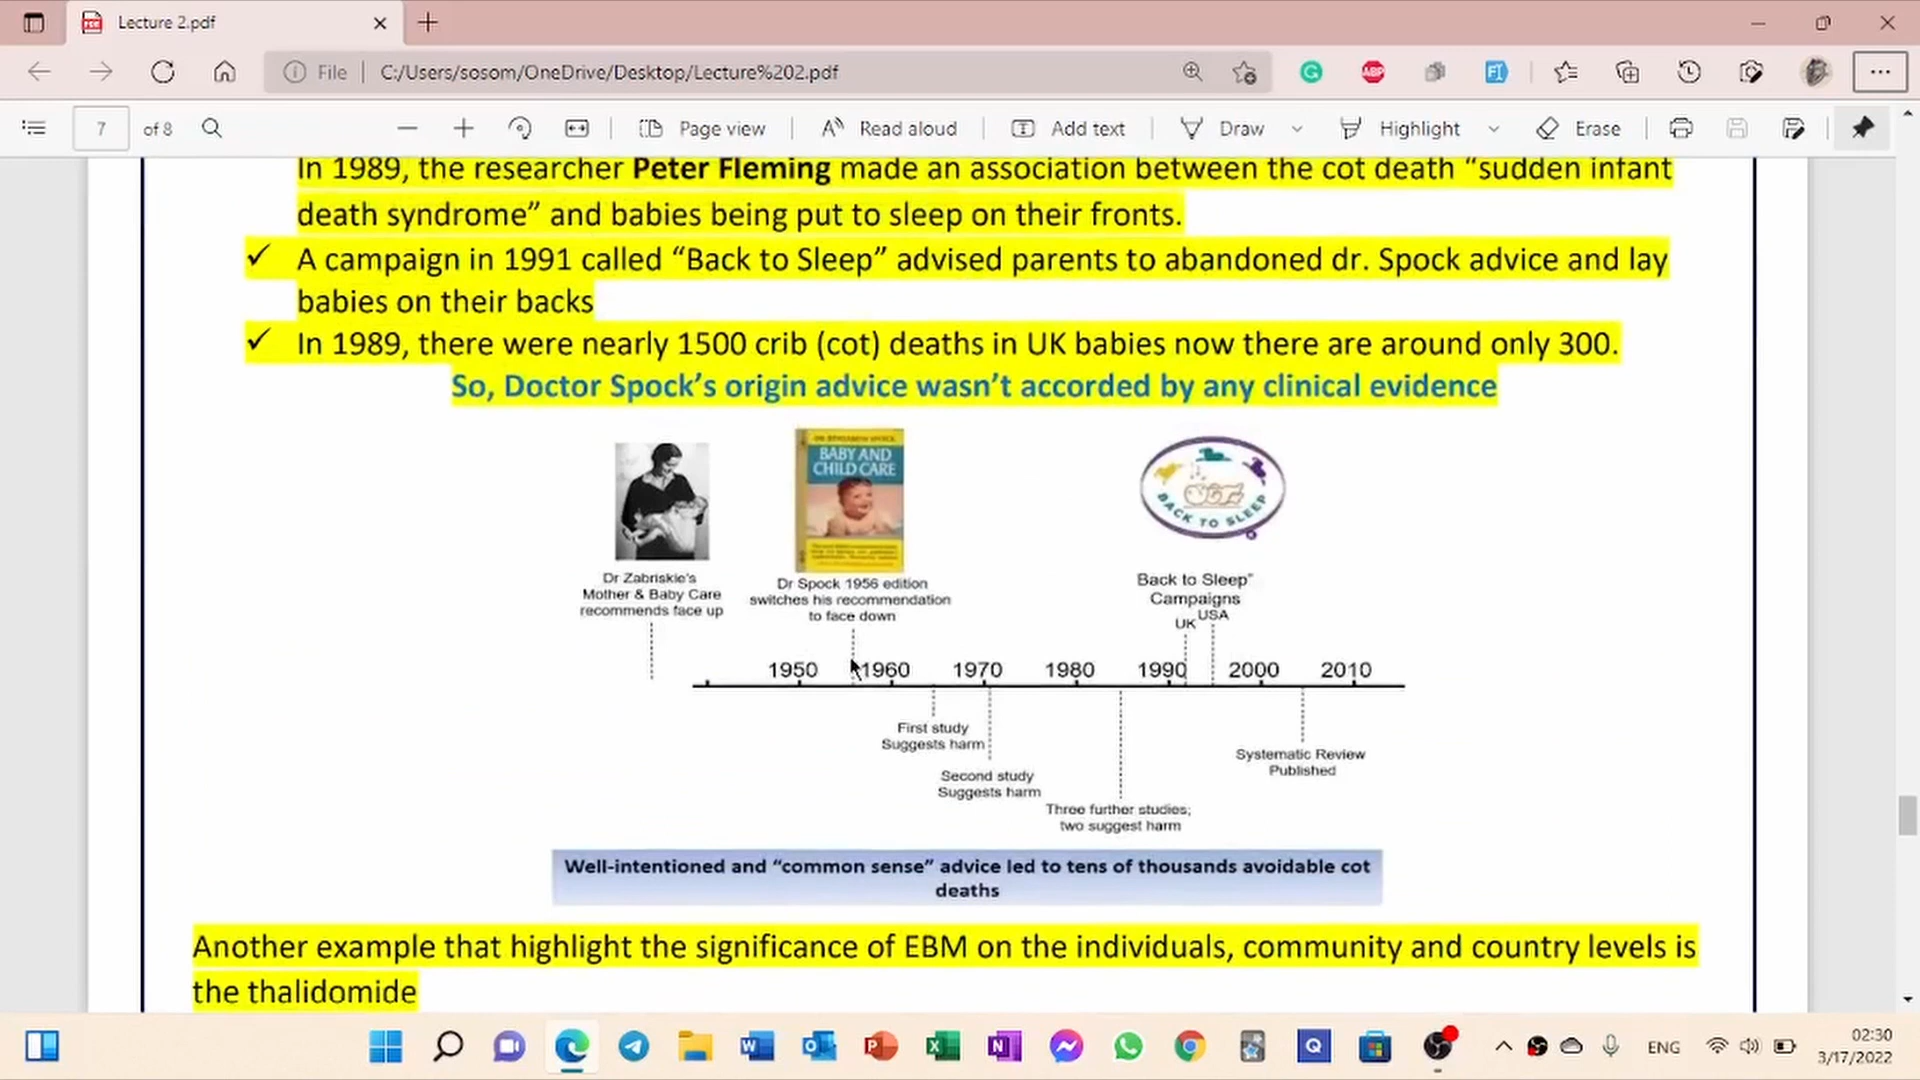 Lecture 2.pdf
File
C:/Users/sosom/OneDrive/Desktop/Lecture%202.pdf
7 of 8
Page view
Read aloud
Add text
Draw
Highlight
Erase
In 1989, the researcher Peter Fleming made an association between the cot death “sudden infant
death syndrome” and babies being put to sleep on their fronts.
✓ A campaign in 1991 called “Back to Sleep” advised parents to abandoned dr. Spock advice and lay
babies on their backs
✓ In 1989, there were nearly 1500 crib (cot) deaths in UK babies now there are around only 300.
So, Doctor Spock’s origin advice wasn’t accorded by any clinical evidence
BABY AND
CHILD CARE
BACK TO SLEEP
Dr Zabriskie's
Mother & Baby Care
recommends face up
Dr Spock 1956 edition
switches his recommendation
to face down
Back to Sleep"
Campaigns
UK
USA
1950 1960 1970 1980 1990 2000 2010
First study
Suggests harm
Second study
Suggests harm
Three further studies;
two suggest harm
Systematic Review
Published
Well-intentioned and “common sense” advice led to tens of thousands avoidable cot
deaths
Another example that highlight the significance of EBM on the individuals, community and country levels is
the thalidomide
ENG
02:30
3/17/2022